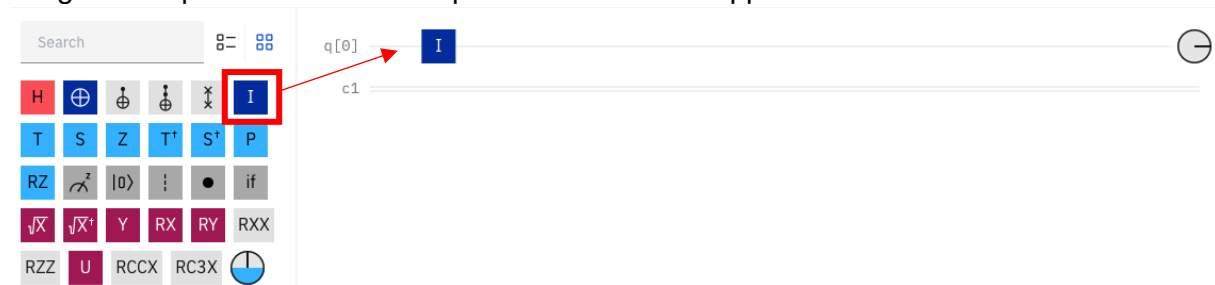 Search
q[0] I
c1
H I
T S Z T† S† P
RZ z |0⟩ if
√X √X† Y RX RY RXX
RZZ U RCCX RC3X